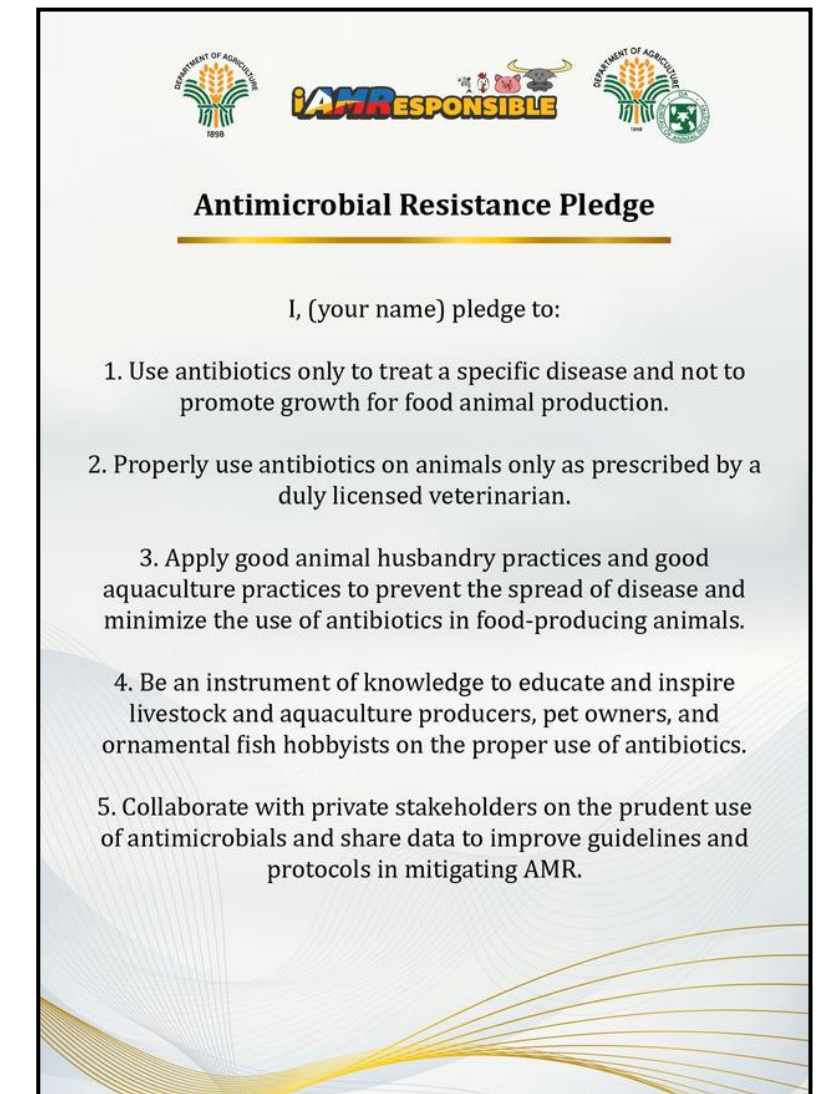 DEPARTMENT OF AGRICULTURE
1898
iAMResponsible
DEPARTMENT OF AGRICULTURE
1898
DA
BUREAU OF ANIMAL INDUSTRY
Antimicrobial Resistance Pledge
I, (your name) pledge to:
1. Use antibiotics only to treat a specific disease and not to
promote growth for food animal production.
2. Properly use antibiotics on animals only as prescribed by a
duly licensed veterinarian.
3. Apply good animal husbandry practices and good
aquaculture practices to prevent the spread of disease and
minimize the use of antibiotics in food-producing animals.
4. Be an instrument of knowledge to educate and inspire
livestock and aquaculture producers, pet owners, and
ornamental fish hobbyists on the proper use of antibiotics.
5. Collaborate with private stakeholders on the prudent use
of antimicrobials and share data to improve guidelines and
protocols in mitigating AMR.